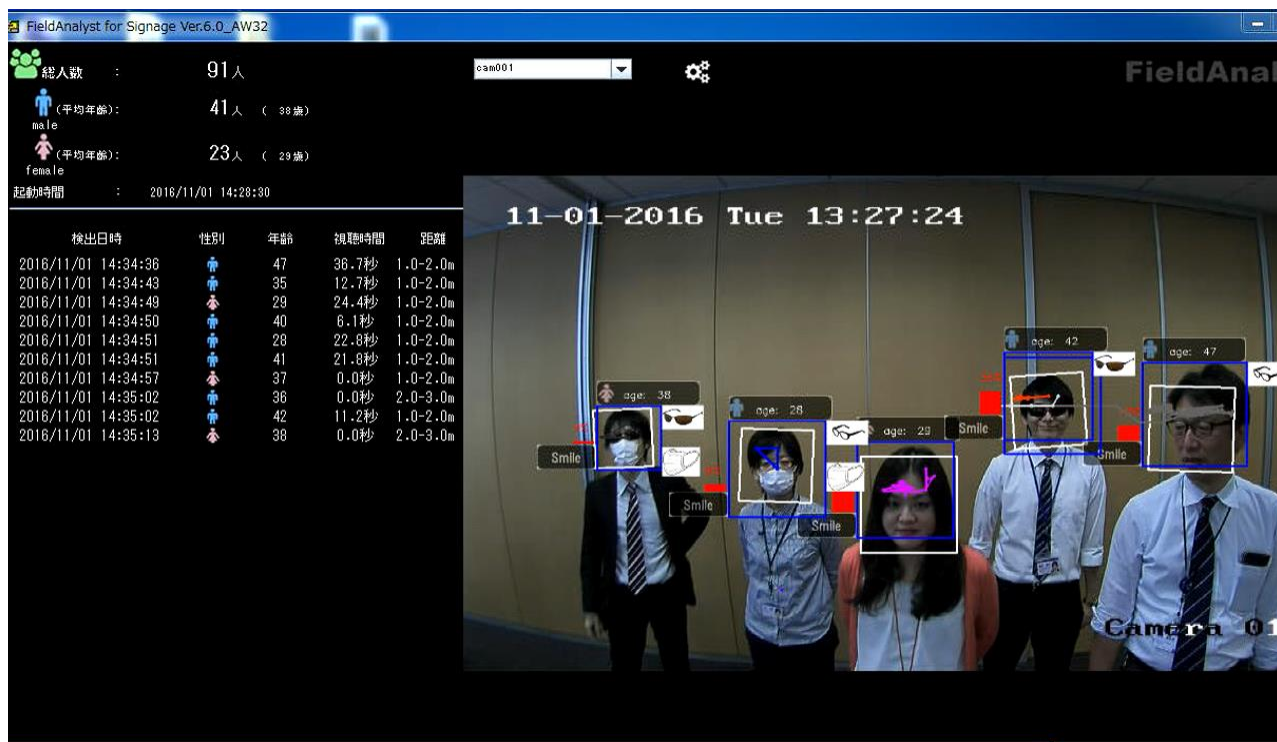 FieldAnalyst for Signage Ver.6.0_AW32
総人数 : 91人
cam001
FieldAnal
(平均年齢): 41人 ( 38歳)
male
(平均年齢): 23人 ( 29歳)
female
起動時間 : 2016/11/01 14:28:30
検出日時 性別 年齢 視聴時間 距離
2016/11/01 14:34:36 47 36.7秒 1.0-2.0m
2016/11/01 14:34:43 35 12.7秒 1.0-2.0m
2016/11/01 14:34:49 29 24.4秒 1.0-2.0m
2016/11/01 14:34:50 40 6.1秒 1.0-2.0m
2016/11/01 14:34:51 28 22.8秒 1.0-2.0m
2016/11/01 14:34:51 41 21.8秒 1.0-2.0m
2016/11/01 14:34:57 37 0.0秒 1.0-2.0m
2016/11/01 14:35:02 36 0.0秒 2.0-3.0m
2016/11/01 14:35:02 42 11.2秒 1.0-2.0m
2016/11/01 14:35:13 38 0.0秒 2.0-3.0m
11-01-2016 Tue 13:27:24
age: 42
age: 47
age: 38
age: 28
age: 29
Smile
Smile
Smile
Smile
Smile
Camera 01